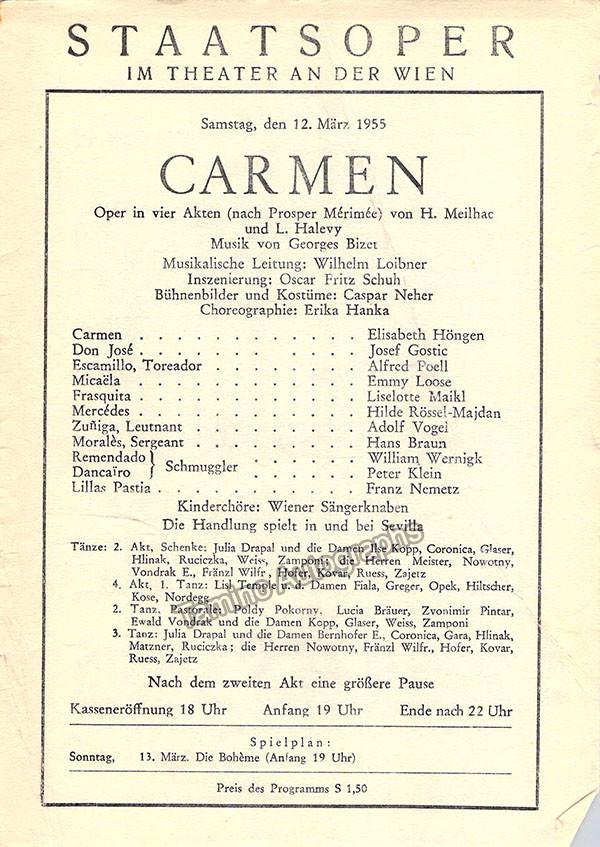 STAATSOPER
IM THEATER AN DER WIEN
Samstag, den 12. März 1955
CARMEN
Oper in vier Akten (nach Prosper Mérimée) von H. Meilhac
und L. Halevy
Musik von Georges Bizet
Musikalische Leitung: Wilhelm Loibner
Inszenierung: Oscar Fritz Schuh
Bühnenbilder und Kostüme: Caspar Neher
Choreographie: Erika Hanka
Carmen . . . . . . . . . . . . Elisabeth Höngen
Don José . . . . . . . . . . . . Josef Gostic
Escamillo, Toreador . . . . . . . . Alfred Poell
Micaëla . . . . . . . . . . . . Emmy Loose
Frasquita . . . . . . . . . . . . Liselotte Maikl
Mercédes . . . . . . . . . . . . Hilde Rössel-Majdan
Zuñiga, Leutnant . . . . . . . . . Adolf Vogel
Moralès, Sergeant . . . . . . . . . Hans Braun
Remendado } Schmuggler . . . . . . William Wernigk
Dancaïro } Schmuggler . . . . . . Peter Klein
Lillas Pastia . . . . . . . . . . . Franz Nemetz
Kinderchöre: Wiener Sängerknaben
Die Handlung spielt in und bei Sevilla
Tänze: 2. Akt, Schenke: Julia Drapal und die Damen Ilse Kopp, Coronica, Glaser,
Hlinak, Ruciczka, Weiss, Zamponi, die Herren Meister, Nowotny,
Vondrak E., Fränzl Wilfr., Hofer, Kovar, Ruess, Zajetz
4. Akt, 1. Tanz: Lisl Temple u. d. Damen Fiala, Greger, Opek, Hiltscher,
Kose, Nordegg
2. Tanz, Pastorale: Poldy Pokorny, Lucia Bräuer, Zvonimir Pintar,
Ewald Vondrak und die Damen Kopp, Glaser, Weiss, Zamponi
3. Tanz: Julia Drapal und die Damen Bernhofer E., Coronica, Gara, Hlinak,
Matzner, Ruciczka; die Herren Nowotny, Fränzl Wilfr., Hofer, Kovar,
Ruess, Zajetz
Tamino Autographs
Nach dem zweiten Akt eine größere Pause
Kasseneröffnung 18 Uhr Anfang 19 Uhr Ende nach 22 Uhr
Spielplan:
Sonntag, 13. März. Die Bohème (Anfang 19 Uhr)
Preis des Programms S 1,50